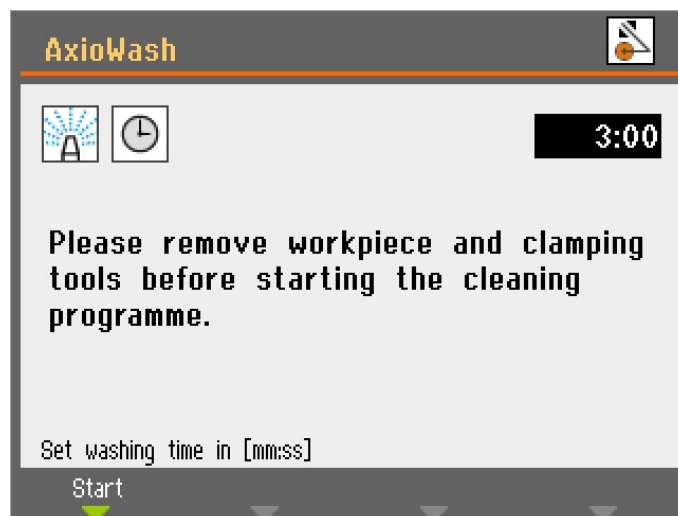 AxioWash
3:00
Please remove workpiece and clamping
tools before starting the cleaning
programme.
Set washing time in [mm:ss]
Start